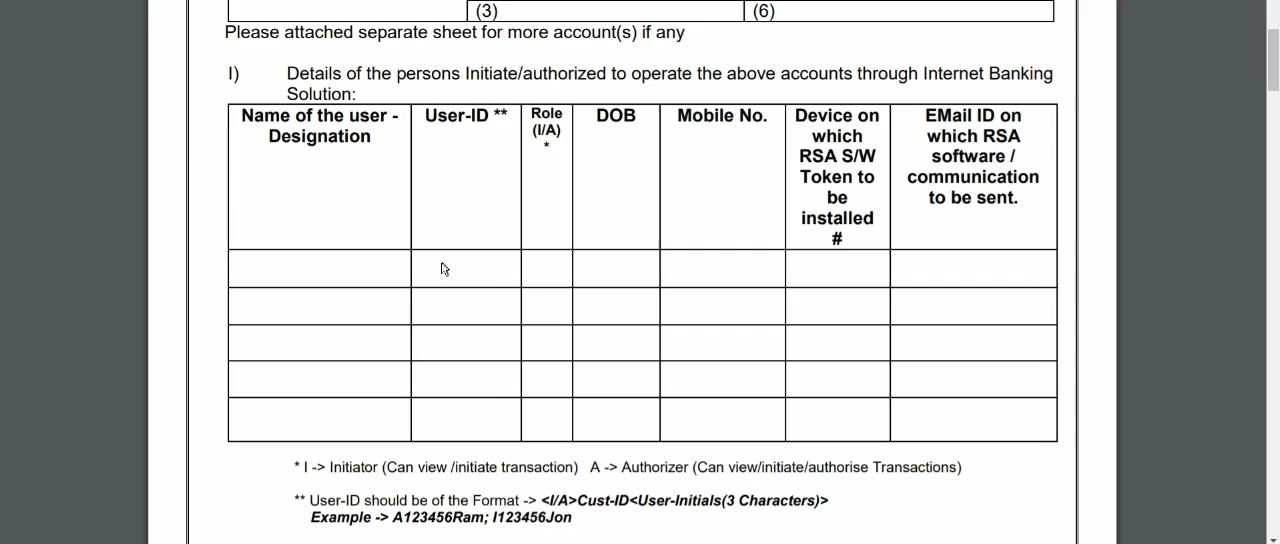 (3) (6)
Please attached separate sheet for more account(s) if any
I) Details of the persons Initiate/authorized to operate the above accounts through Internet Banking
Solution:
Name of the user -
Designation
User-ID **
Role
(I/A)
*
DOB
Mobile No.
Device on
which
RSA S/W
Token to
be
installed
#
EMail ID on
which RSA
software /
communication
to be sent.
* I -> Initiator (Can view /initiate transaction) A -> Authorizer (Can view/initiate/authorise Transactions)
** User-ID should be of the Format -> <I/A>Cust-ID<User-Initials(3 Characters)>
Example -> A123456Ram; I123456Jon